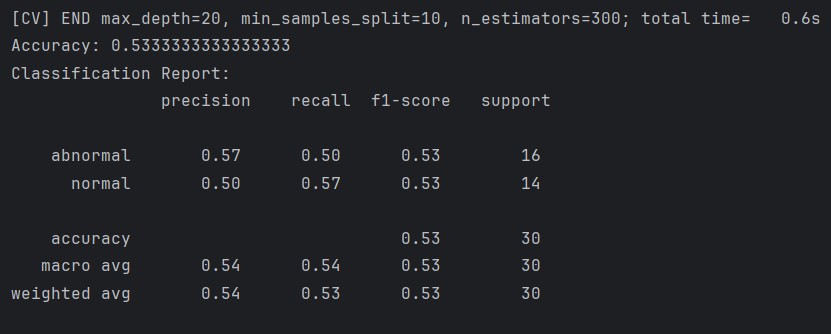 [CV] END max_depth=20, min_samples_split=10, n_estimators=300; total time=   0.6s
Accuracy: 0.5333333333333333
Classification Report:
               precision    recall  f1-score   support

    abnormal       0.57      0.50      0.53        16
      normal       0.50      0.57      0.53        14

    accuracy                           0.53        30
   macro avg       0.54      0.54      0.53        30
weighted avg       0.54      0.53      0.53        30